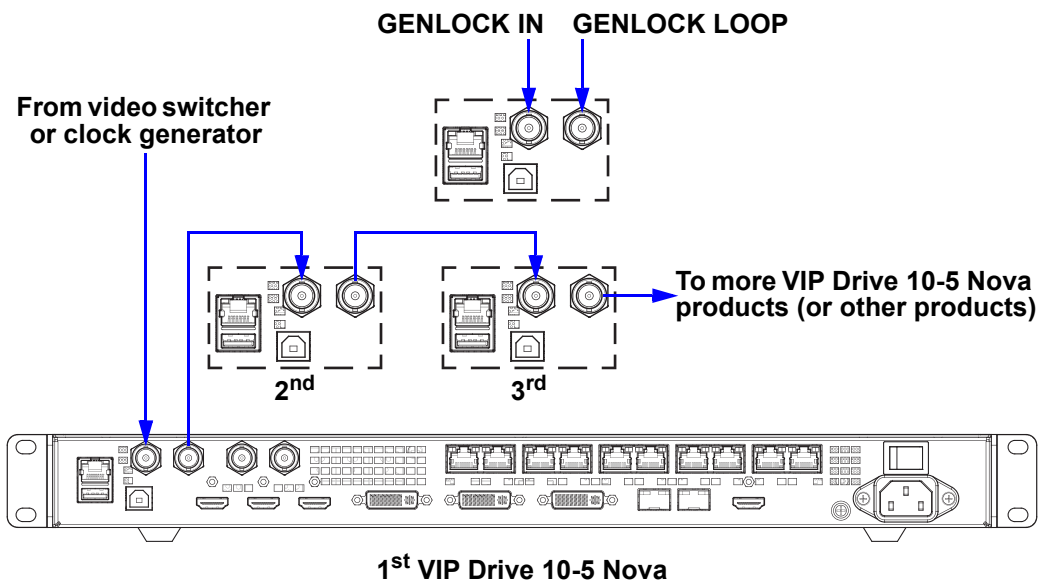 GENLOCK IN GENLOCK LOOP
From video switcher
or clock generator
To more VIP Drive 10-5 Nova
products (or other products)
2nd
3rd
1st VIP Drive 10-5 Nova